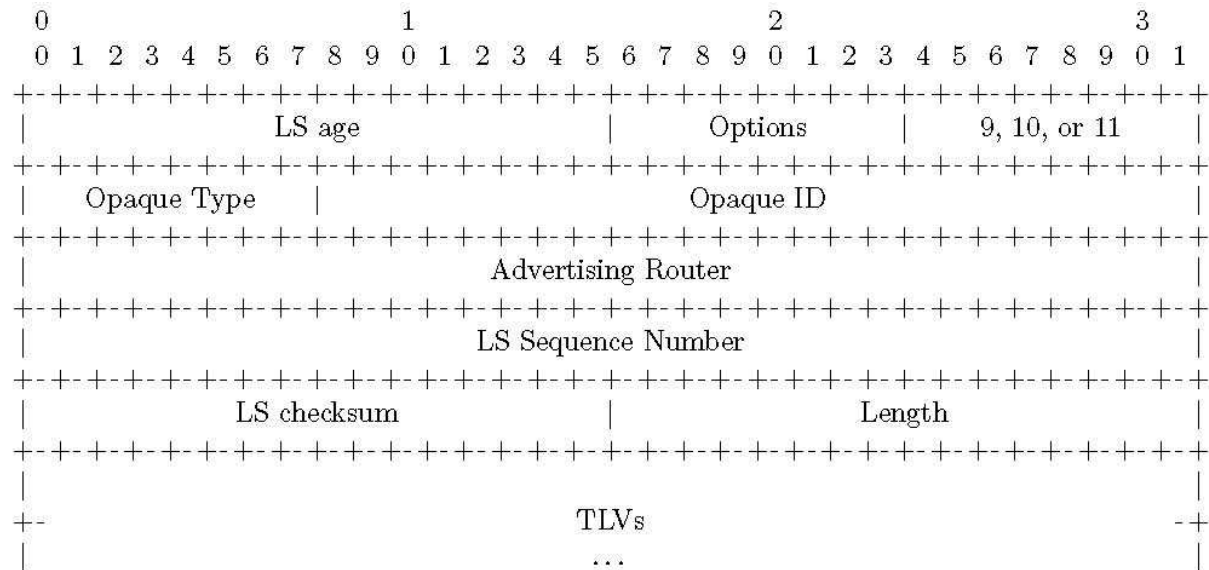 0 1 2 3
0 1 2 3 4 5 6 7 8 9 0 1 2 3 4 5 6 7 8 9 0 1 2 3 4 5 6 7 8 9 0 1
+-+-+-+-+-+-+-+-+-+-+-+-+-+-+-+-+-+-+-+-+-+-+-+-+-+-+-+-+-+-+-+-+
| LS age | Options | 9, 10, or 11 |
+-+-+-+-+-+-+-+-+-+-+-+-+-+-+-+-+-+-+-+-+-+-+-+-+-+-+-+-+-+-+-+-+
| Opaque Type | Opaque ID |
+-+-+-+-+-+-+-+-+-+-+-+-+-+-+-+-+-+-+-+-+-+-+-+-+-+-+-+-+-+-+-+-+
| Advertising Router |
+-+-+-+-+-+-+-+-+-+-+-+-+-+-+-+-+-+-+-+-+-+-+-+-+-+-+-+-+-+-+-+-+
| LS Sequence Number |
+-+-+-+-+-+-+-+-+-+-+-+-+-+-+-+-+-+-+-+-+-+-+-+-+-+-+-+-+-+-+-+-+
| LS checksum | Length |
+-+-+-+-+-+-+-+-+-+-+-+-+-+-+-+-+-+-+-+-+-+-+-+-+-+-+-+-+-+-+-+-+
| |
+- TLVs -+
| ... |